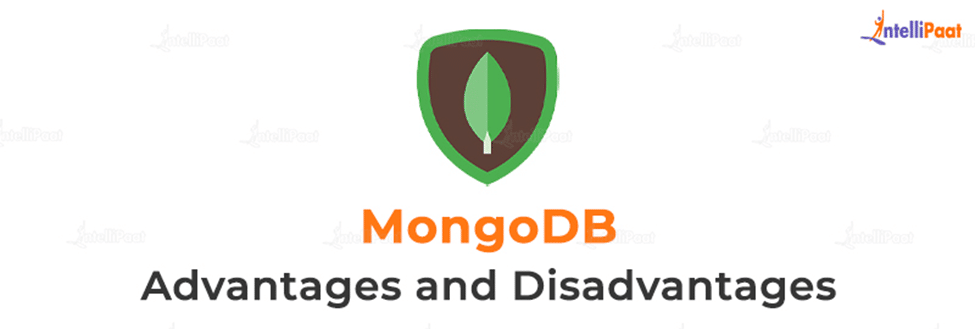 IntelliPaat
MongoDB
Advantages and Disadvantages